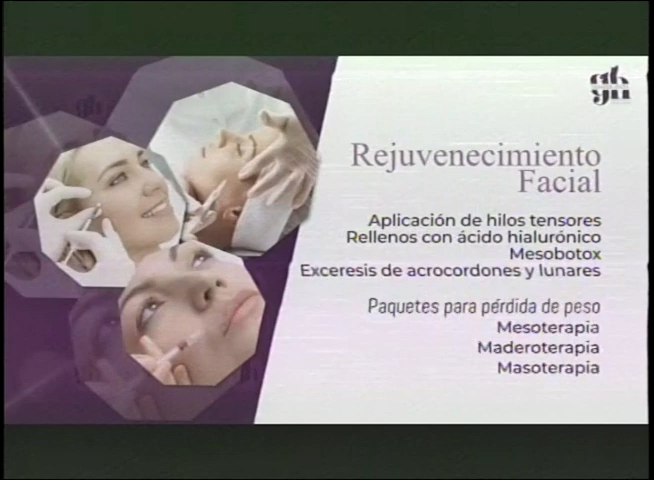 Rejuvenecimiento
Facial
Aplicación de hilos tensores
Rellenos con ácido hialurónico
Mesobotox
Exceresis de acrocordones y lunares
Paquetes para pérdida de peso
Mesoterapia
Maderoterapia
Masoterapia